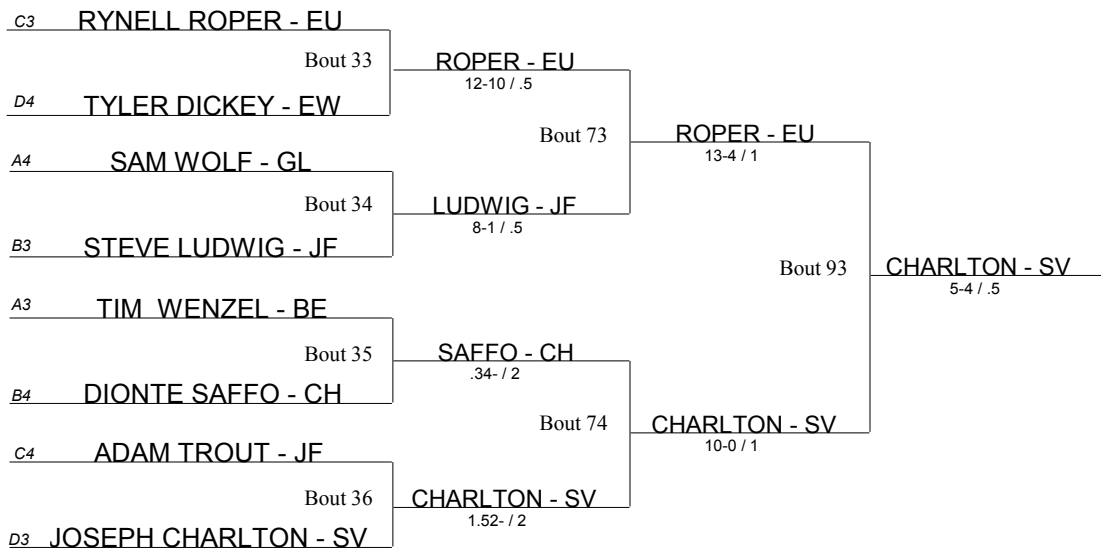 C3 RYNELL ROPER - EU
Bout 33
ROPER - EU
12-10 / .5
D4 TYLER DICKEY - EW
Bout 73
ROPER - EU
13-4 / 1
A4 SAM WOLF - GL
Bout 34
LUDWIG - JF
8-1 / .5
B3 STEVE LUDWIG - JF
Bout 93
CHARLTON - SV
5-4 / .5
A3 TIM  WENZEL - BE
Bout 35
SAFFO - CH
.34- / 2
B4 DIONTE SAFFO - CH
Bout 74
CHARLTON - SV
10-0 / 1
C4 ADAM TROUT - JF
Bout 36
CHARLTON - SV
1.52- / 2
D3 JOSEPH CHARLTON - SV